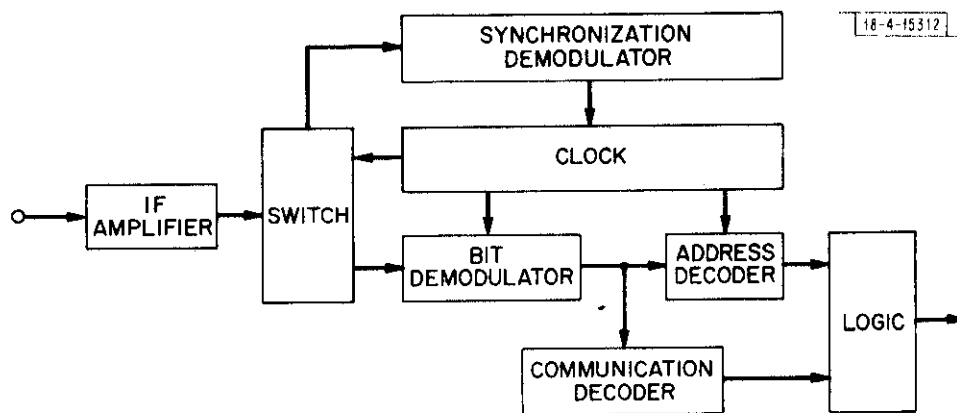 18-4-15312
SYNCHRONIZATION
DEMODULATOR
CLOCK
IF
AMPLIFIER
SWITCH
BIT
DEMODULATOR
ADDRESS
DECODER
LOGIC
COMMUNICATION
DECODER